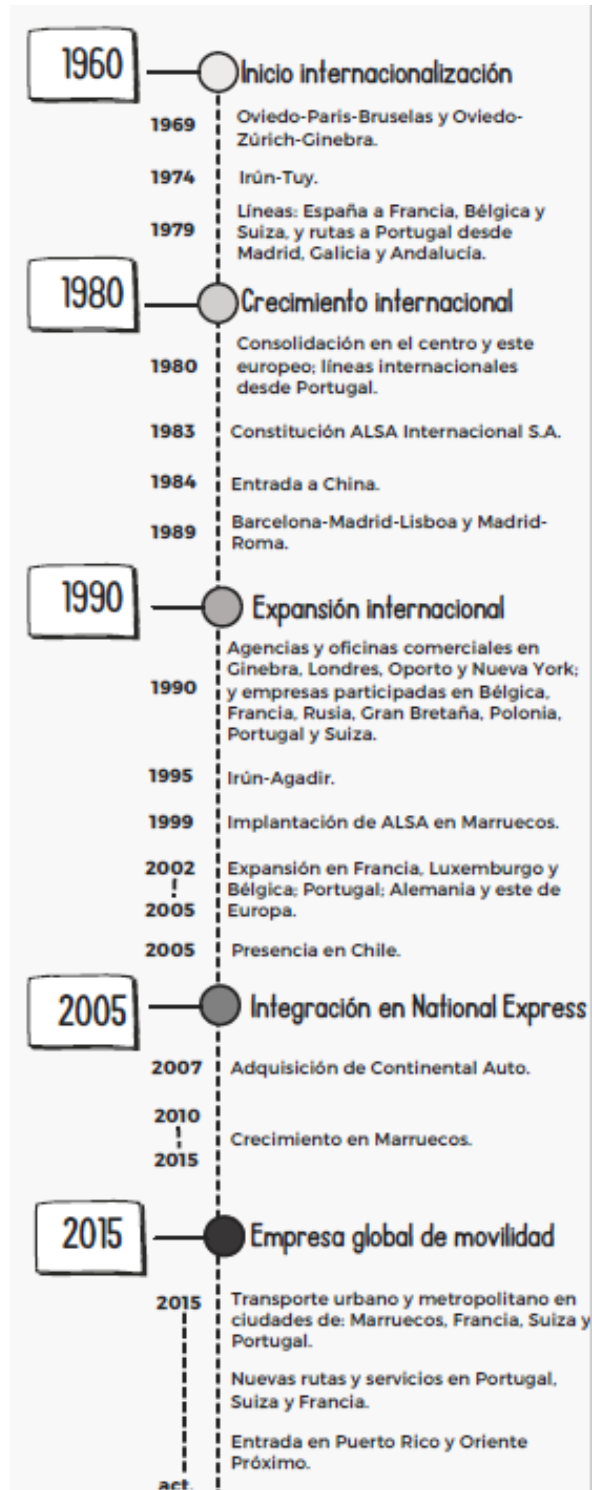 1960
Inicio internacionalización
1969
Oviedo-Paris-Bruselas y Oviedo-
Zúrich-Ginebra.
1974
Irún-Tuy.
1979
Líneas: España a Francia, Bélgica y
Suiza, y rutas a Portugal desde
Madrid, Galicia y Andalucía.
1980
Crecimiento internacional
1980
Consolidación en el centro y este
europeo; líneas internacionales
desde Portugal.
1983
Constitución ALSA Internacional S.A.
1984
Entrada a China.
1989
Barcelona-Madrid-Lisboa y Madrid-
Roma.
1990
Expansión internacional
1990
Agencias y oficinas comerciales en
Ginebra, Londres, Oporto y Nueva York;
y empresas participadas en Bélgica,
Francia, Rusia, Gran Bretaña, Polonia,
Portugal y Suiza.
1995
Irún-Agadir.
1999
Implantación de ALSA en Marruecos.
2002
2005
Expansión en Francia, Luxemburgo y
Bélgica; Portugal; Alemania y este de
Europa.
2005
Presencia en Chile.
2005
Integración en National Express
2007
Adquisición de Continental Auto.
2010
2015
Crecimiento en Marruecos.
2015
Empresa global de movilidad
2015
Transporte urbano y metropolitano en
ciudades de: Marruecos, Francia, Suiza y
Portugal.
Nuevas rutas y servicios en Portugal,
Suiza y Francia.
Entrada en Puerto Rico y Oriente
Próximo.
act.